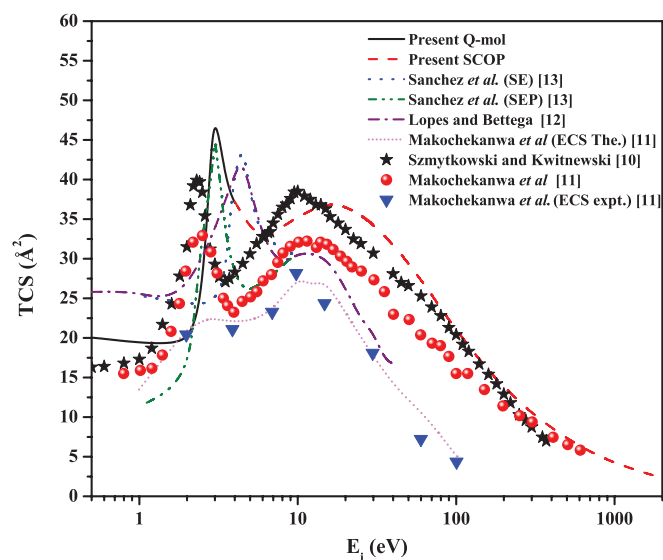 60
55
50
45
40
35
30
25
20
15
10
5
0
TCS (Å²)
Present Q-mol
Present SCOP
Sanchez et al. (SE) [13]
Sanchez et al. (SEP) [13]
Lopes and Bettega [12]
Makochekanwa et al (ECS The.) [11]
Szmytkowski and Kwitnewski [10]
Makochekanwa et al [11]
Makochekanwa et al. (ECS expt.) [11]
1 10 100 1000
Eᵢ (eV)